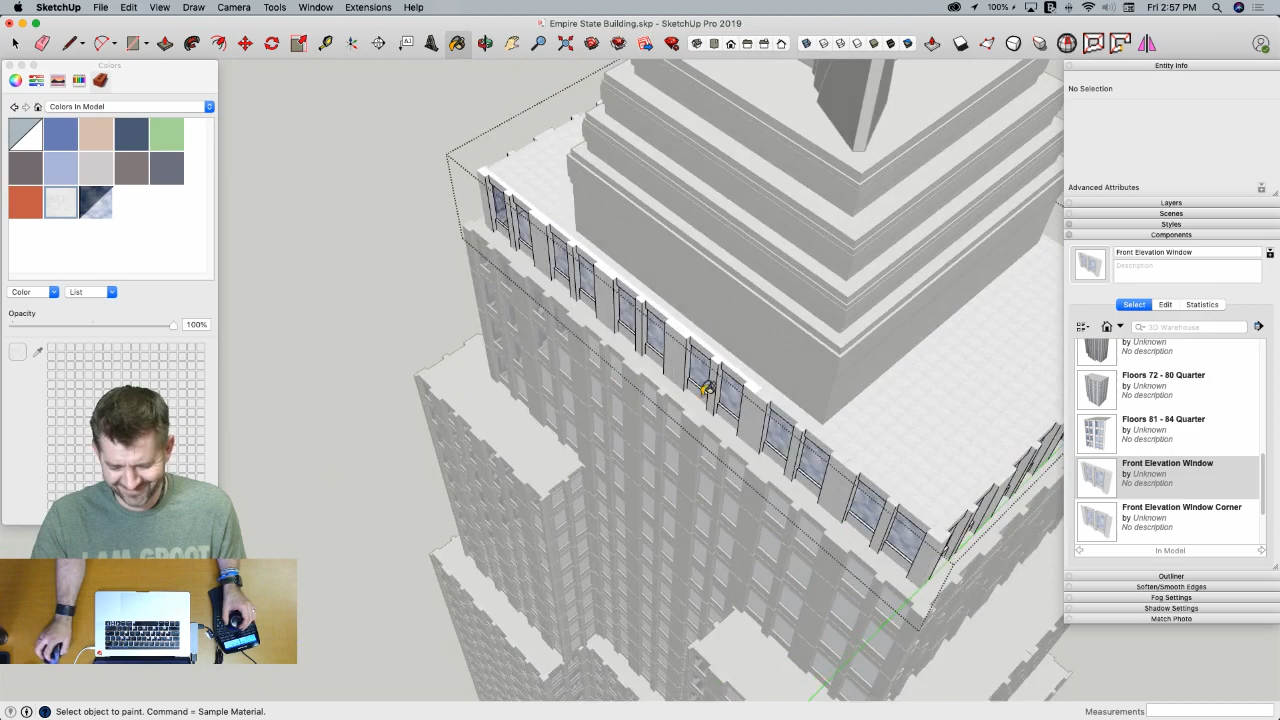 SketchUp File Edit View Draw Camera Tools Window Extensions Help
100% Fri 2:57 PM
Empire State Building.skp - SketchUp Pro 2019
Colors
Colors In Model
Color List
Opacity
100%
I AM GROOT
Entity Info
No Selection
Advanced Attributes
Layers
Scenes
Styles
Components
Front Elevation Window
Description
Select Edit Statistics
3D Warehouse
by Unknown
No description
Floors 72 - 80 Quarter
by Unknown
No description
Floors 81 - 84 Quarter
by Unknown
No description
Front Elevation Window
by Unknown
No description
Front Elevation Window Corner
by Unknown
No description
In Model
Outliner
Soften/Smooth Edges
Fog Settings
Shadow Settings
Match Photo
Select object to paint. Command = Sample Material.
Measurements